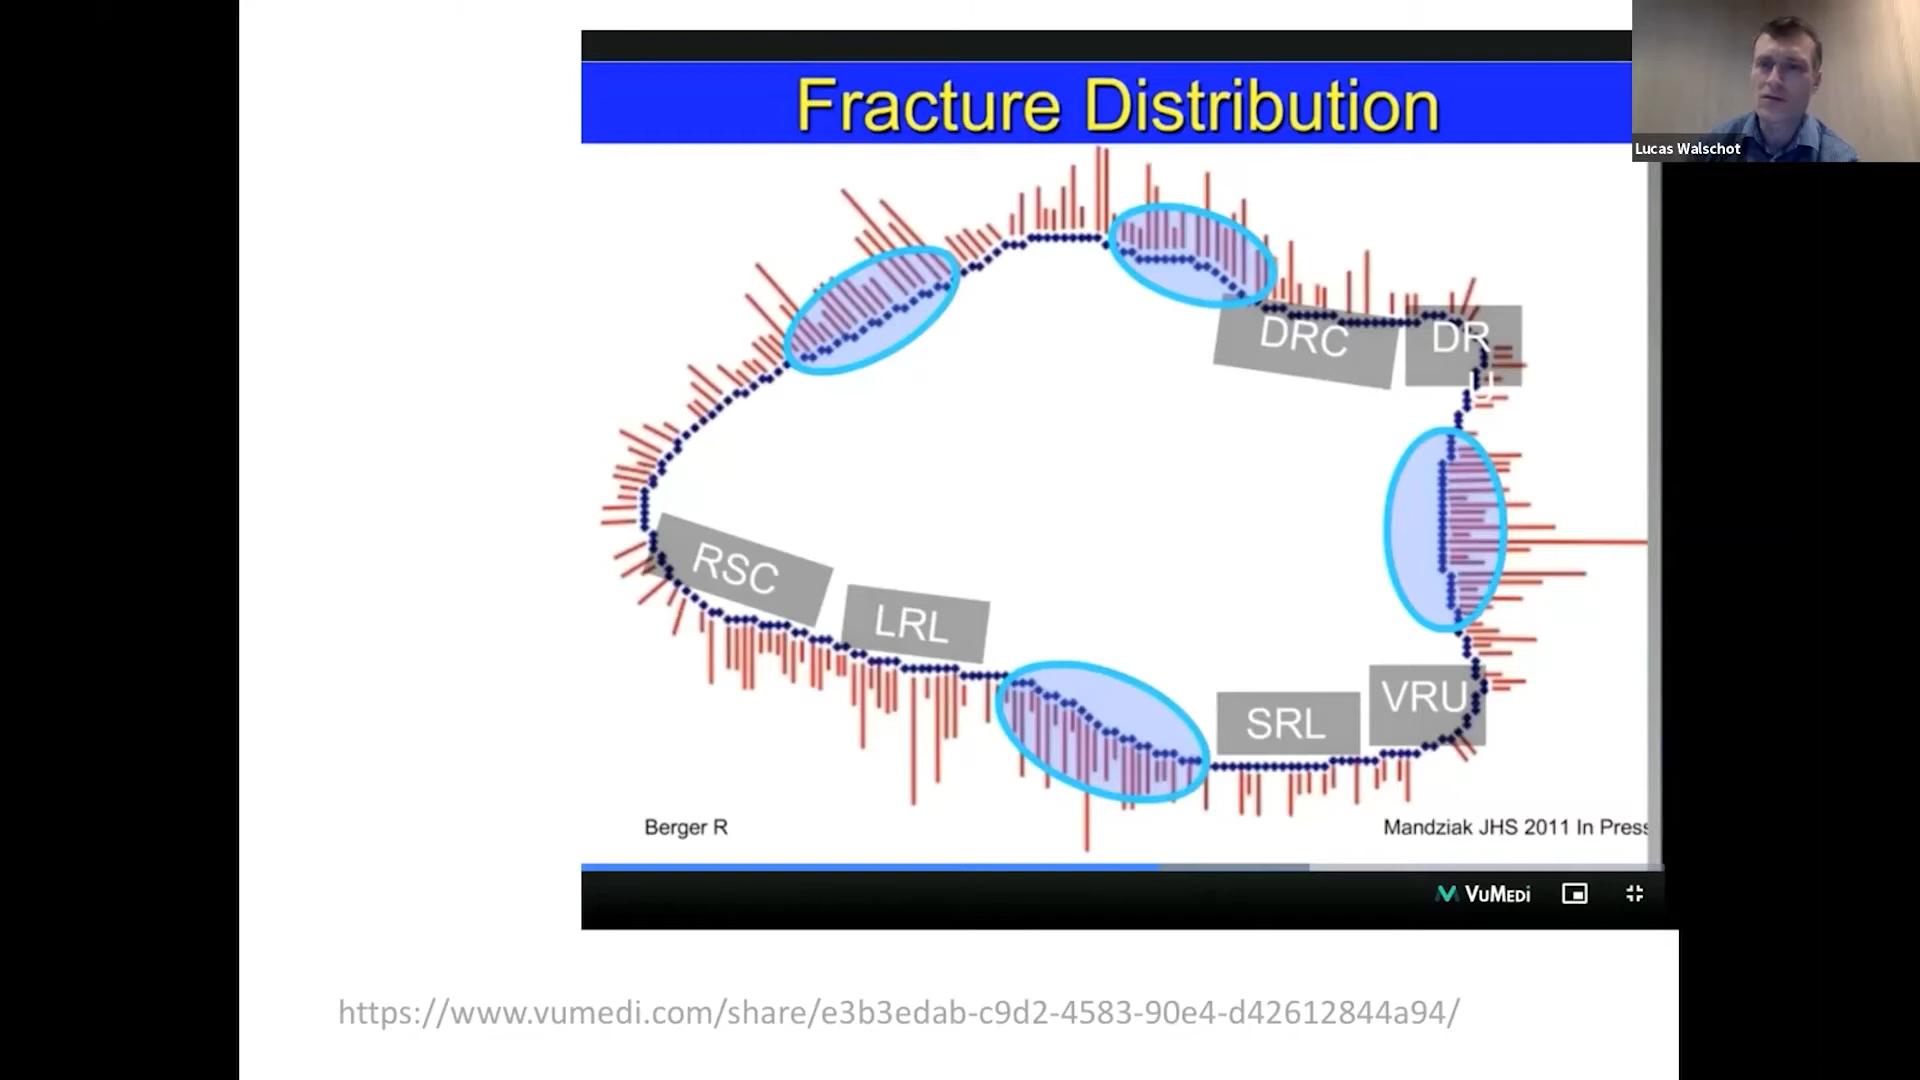 Fracture Distribution
Lucas Walschot
DRC
DR
U
RSC
LRL
SRL
VRU
Berger R
Mandziak JHS 2011 In Press
VUMEDI
https://www.vumedi.com/share/e3b3edab-c9d2-4583-90e4-d42612844a94/